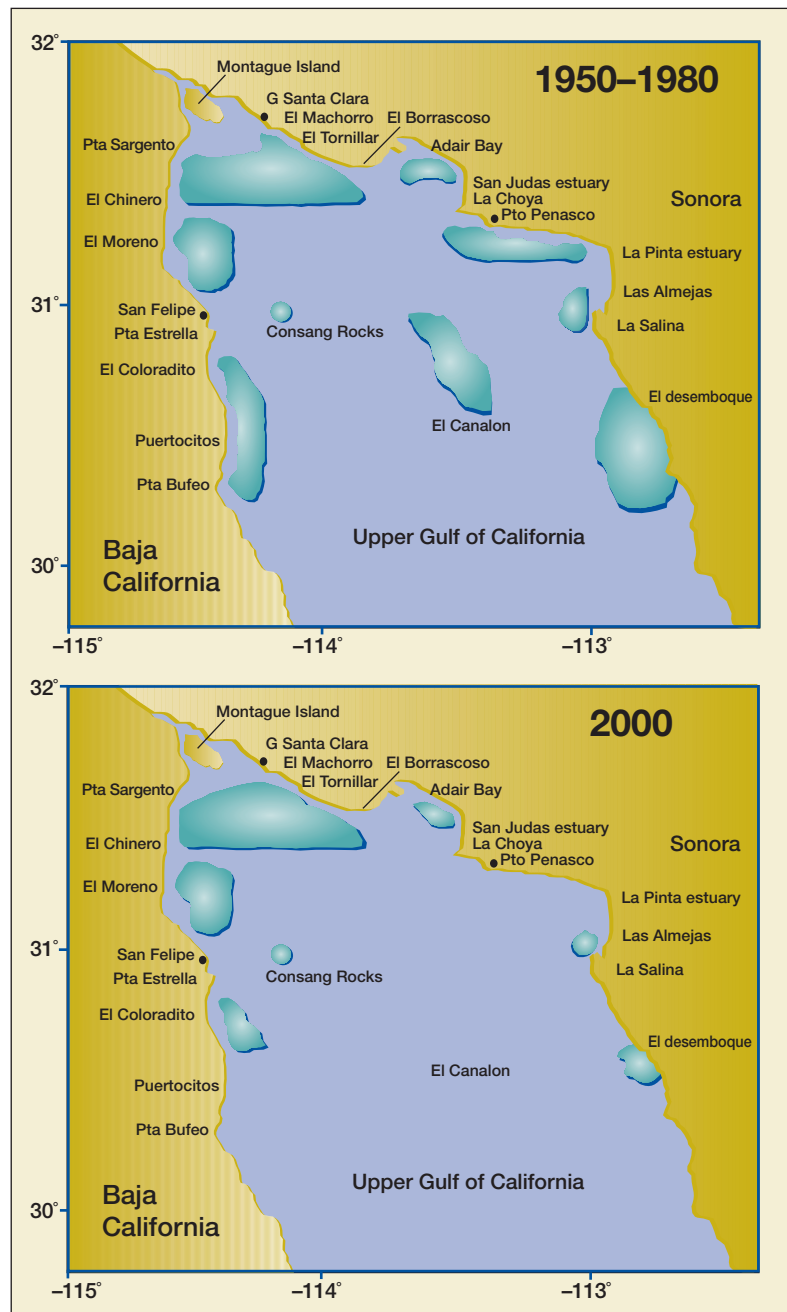 32°
Montague Island
1950–1980
G Santa Clara
El Machorro
El Borrascoso
El Tornillar
Pta Sargento
Adair Bay
San Judas estuary
La Choya
Sonora
El Chinero
Pto Penasco
El Moreno
La Pinta estuary
Las Almejas
31°
San Felipe
La Salina
Pta Estrella
Consang Rocks
El Coloradito
El desemboque
El Canalon
Puertocitos
Pta Bufeo
Upper Gulf of California
Baja
California
30°
–115°
–114°
–113°
32°
Montague Island
2000
G Santa Clara
El Machorro
El Borrascoso
El Tornillar
Pta Sargento
Adair Bay
San Judas estuary
La Choya
Sonora
El Chinero
Pto Penasco
El Moreno
La Pinta estuary
Las Almejas
31°
San Felipe
La Salina
Pta Estrella
Consang Rocks
El Coloradito
El desemboque
El Canalon
Puertocitos
Pta Bufeo
Upper Gulf of California
Baja
California
30°
–115°
–114°
–113°